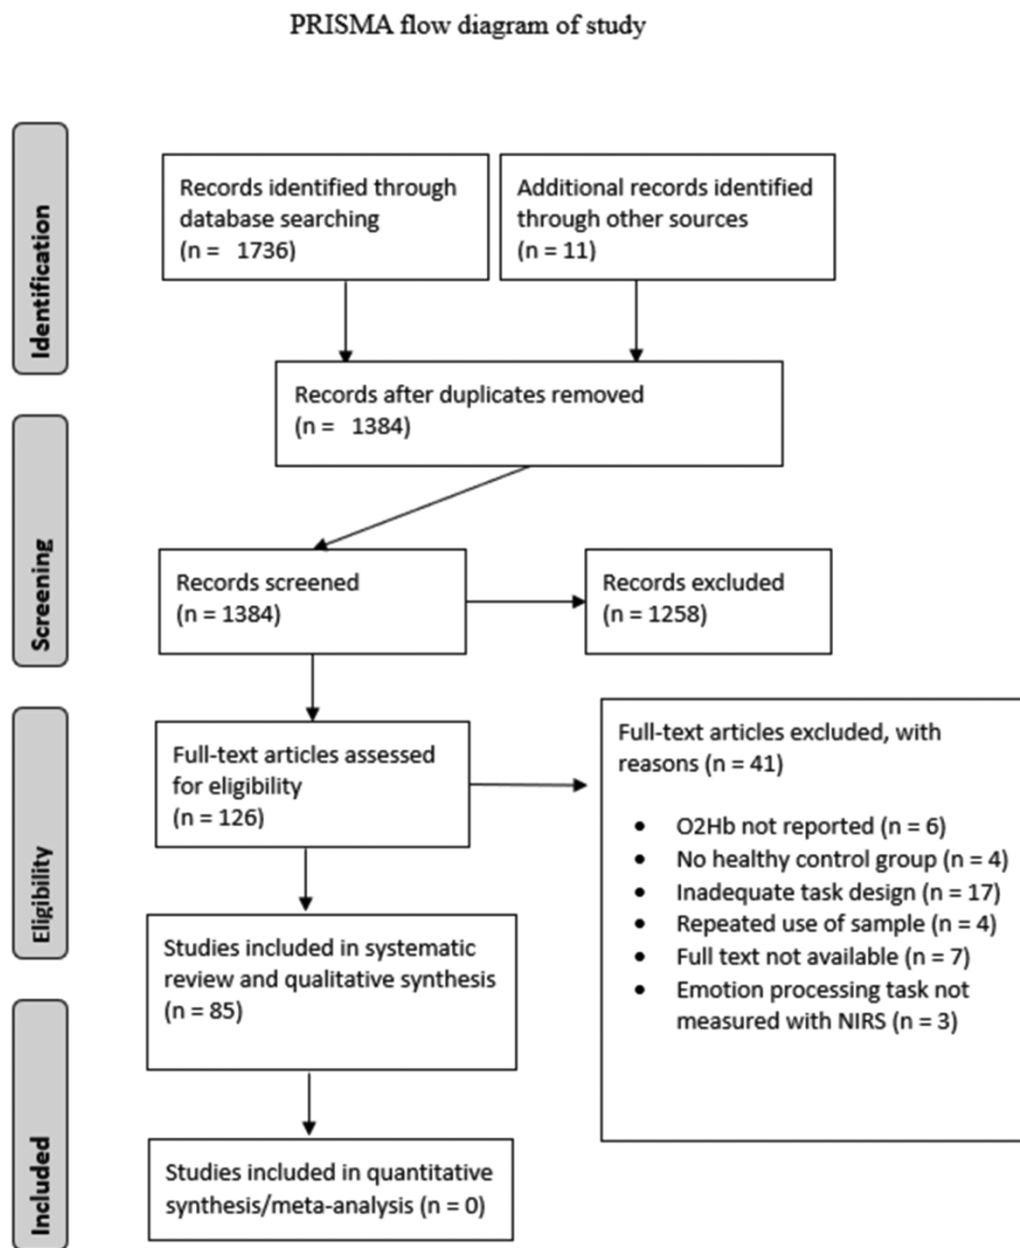 PRISMA flow diagram of study
Identification
Records identified through
database searching
(n = 1736)
Additional records identified
through other sources
(n = 11)
Records after duplicates removed
(n = 1384)
Screening
Records screened
(n = 1384)
Records excluded
(n = 1258)
Eligibility
Full-text articles assessed
for eligibility
(n = 126)
Full-text articles excluded, with
reasons (n = 41)
• O2Hb not reported (n = 6)
• No healthy control group (n = 4)
• Inadequate task design (n = 17)
• Repeated use of sample (n = 4)
• Full text not available (n = 7)
• Emotion processing task not
measured with NIRS (n = 3)
Studies included in systematic
review and qualitative synthesis
(n = 85)
Included
Studies included in quantitative
synthesis/meta-analysis (n = 0)